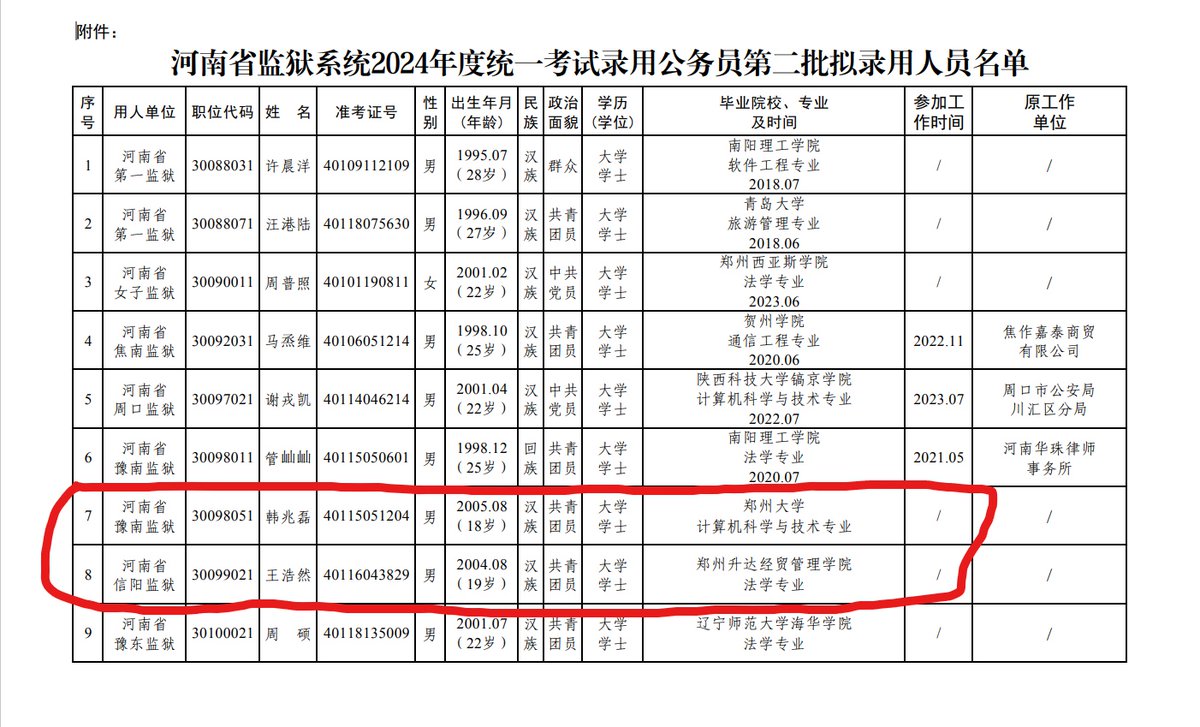 附件：
河南省监狱系统2024年度统一考试录用公务员第二批拟录用人员名单
序号 用人单位 职位代码 姓 名 准考证号 性别 出生年月（年龄） 民族 政治面貌 学历（学位） 毕业院校、专业及时间 参加工作时间 原工作单位
1 河南省第一监狱 30088031 许晨洋 40109112109 男 1995.07（28岁） 汉族 群众 大学学士 南阳理工学院软件工程专业2018.07 / /
2 河南省第一监狱 30088071 汪港陆 40118075630 男 1996.09（27岁） 汉族 共青团员 大学学士 青岛大学旅游管理专业2018.06 / /
3 河南省女子监狱 30090011 周普照 40101190811 女 2001.02（22岁） 汉族 中共党员 大学学士 郑州西亚斯学院法学专业2023.06 / /
4 河南省焦南监狱 30092031 马烝维 40106051214 男 1998.10（25岁） 汉族 共青团员 大学学士 贺州学院通信工程专业2020.06 2022.11 焦作嘉泰商贸有限公司
5 河南省周口监狱 30097021 谢戎凯 40114046214 男 2001.04（22岁） 汉族 中共党员 大学学士 陕西科技大学镐京学院计算机科学与技术专业2022.07 2023.07 周口市公安局川汇区分局
6 河南省豫南监狱 30098011 管屾屾 40115050601 男 1998.12（25岁） 回族 共青团员 大学学士 南阳理工学院法学专业2020.07 2021.05 河南华珠律师事务所
7 河南省豫南监狱 30098051 韩兆磊 40115051204 男 2005.08（18岁） 汉族 共青团员 大学学士 郑州大学计算机科学与技术专业 / /
8 河南省信阳监狱 30099021 王浩然 40116043829 男 2004.08（19岁） 汉族 共青团员 大学学士 郑州升达经贸管理学院法学专业 / /
9 河南省豫东监狱 30100021 周 硕 40118135009 男 2001.07（22岁） 汉族 共青团员 大学学士 辽宁师范大学海华学院法学专业 / /